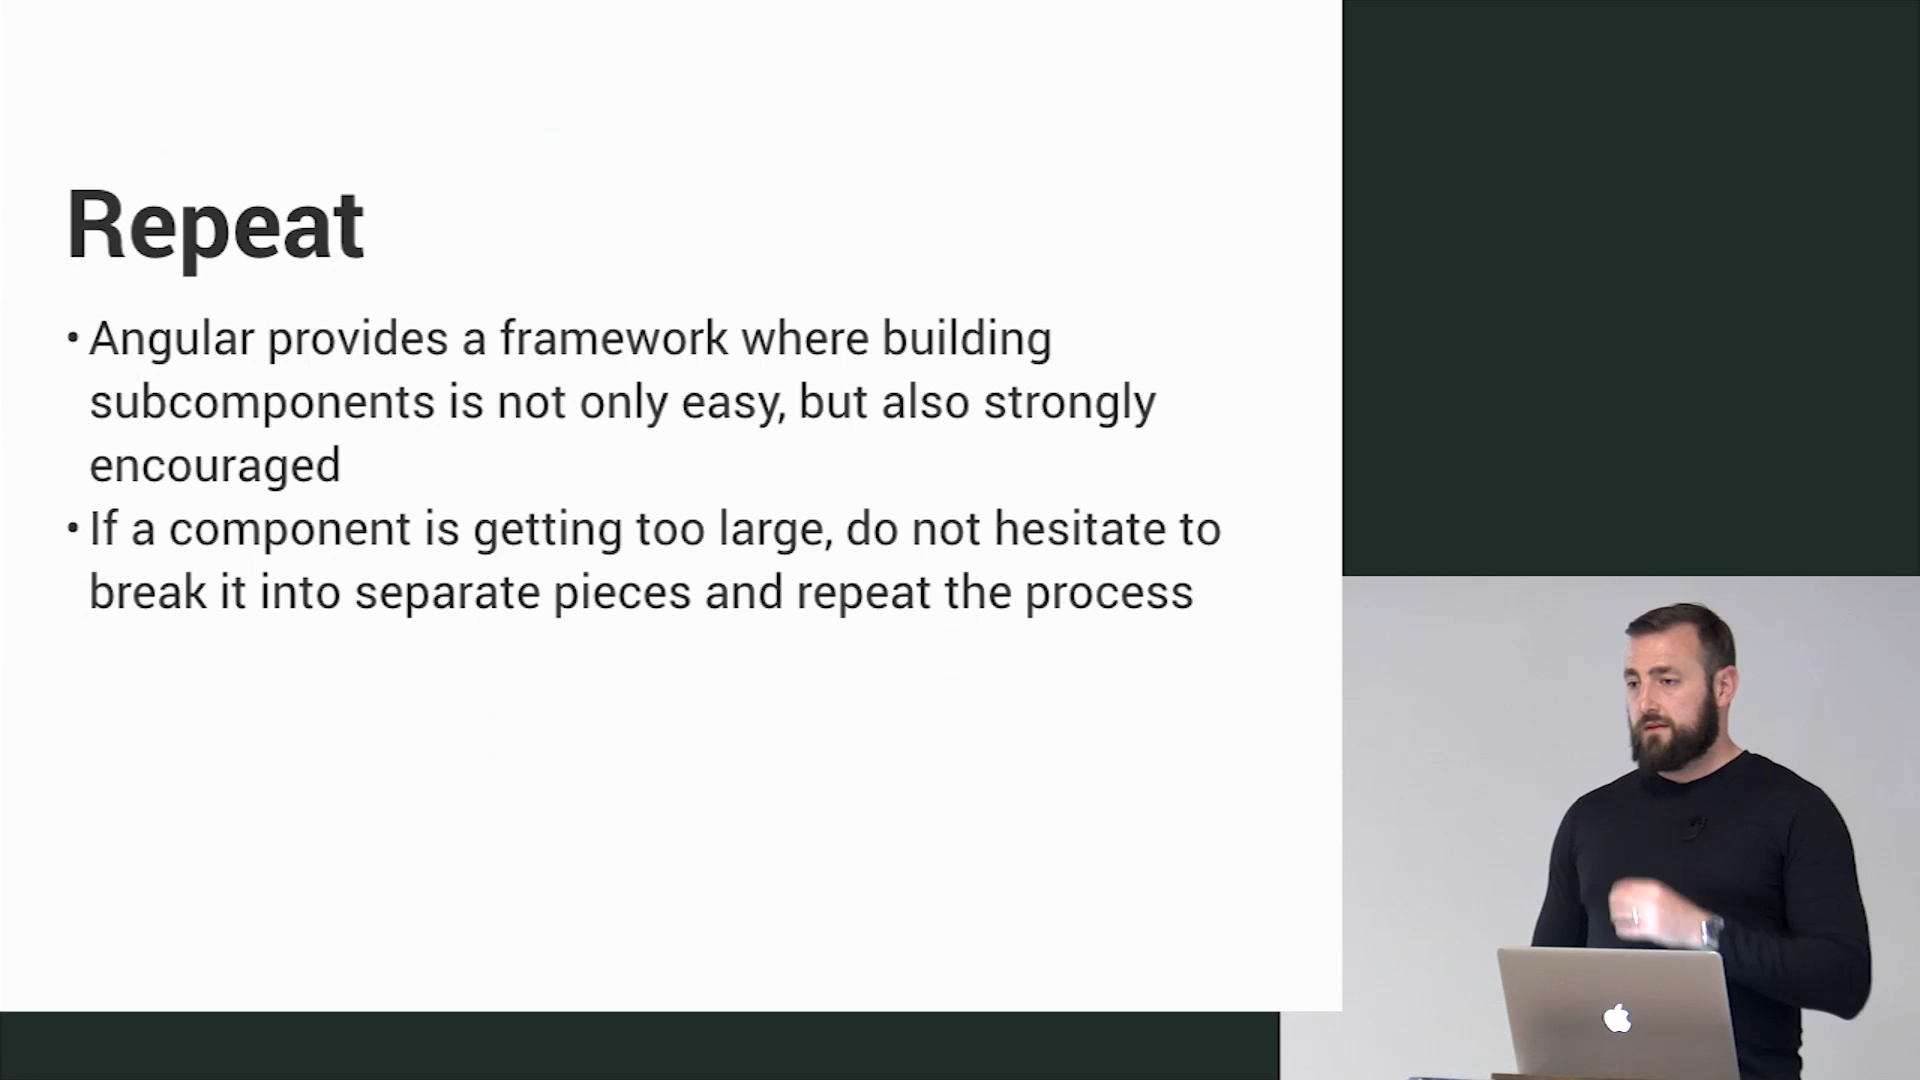 Repeat
• Angular provides a framework where building
subcomponents is not only easy, but also strongly
encouraged
• If a component is getting too large, do not hesitate to
break it into separate pieces and repeat the process